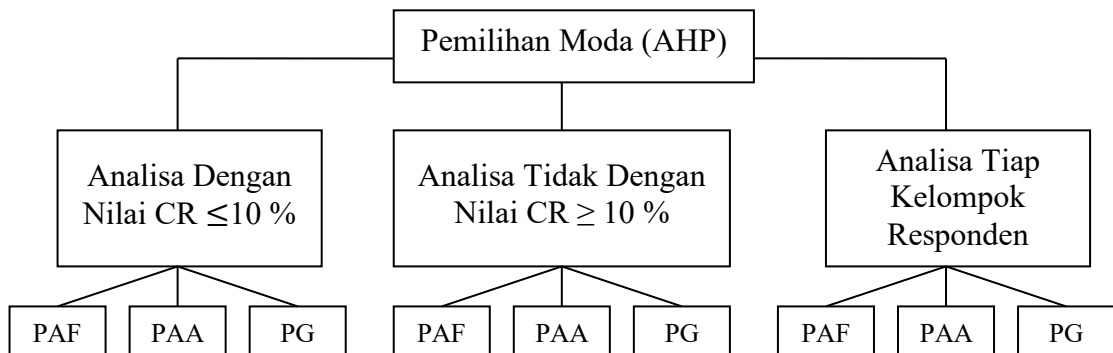 Pemilihan Moda (AHP)
Analisa Dengan
Nilai CR ≤10 %
Analisa Tidak Dengan
Nilai CR ≥ 10 %
Analisa Tiap
Kelompok
Responden
PAF
PAA
PG
PAF
PAA
PG
PAF
PAA
PG